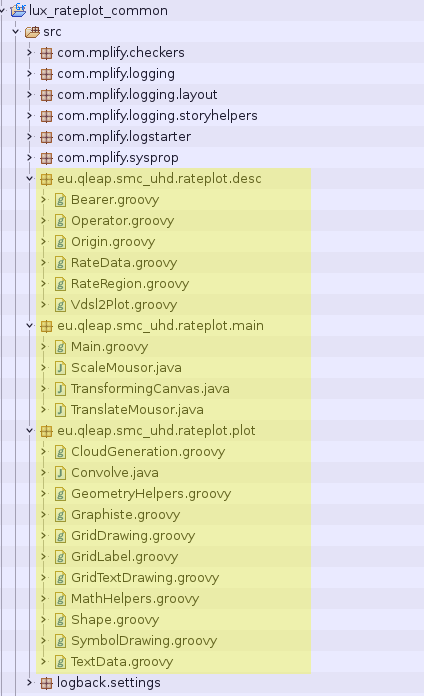 lux_rateplot_common
src
com.mplify.checkers
com.mplify.logging
com.mplify.logging.layout
com.mplify.logging.storyhelpers
com.mplify.logstarter
com.mplify.sysprop
eu.qleap.smc_uhd.rateplot.desc
Bearer.groovy
Operator.groovy
Origin.groovy
RateData.groovy
RateRegion.groovy
Vdsl2Plot.groovy
eu.qleap.smc_uhd.rateplot.main
Main.groovy
ScaleMousor.java
TransformingCanvas.java
TranslateMousor.java
eu.qleap.smc_uhd.rateplot.plot
CloudGeneration.groovy
Convolve.java
GeometryHelpers.groovy
Graphiste.groovy
GridDrawing.groovy
GridLabel.groovy
GridTextDrawing.groovy
MathHelpers.groovy
Shape.groovy
SymbolDrawing.groovy
TextData.groovy
logback.settings